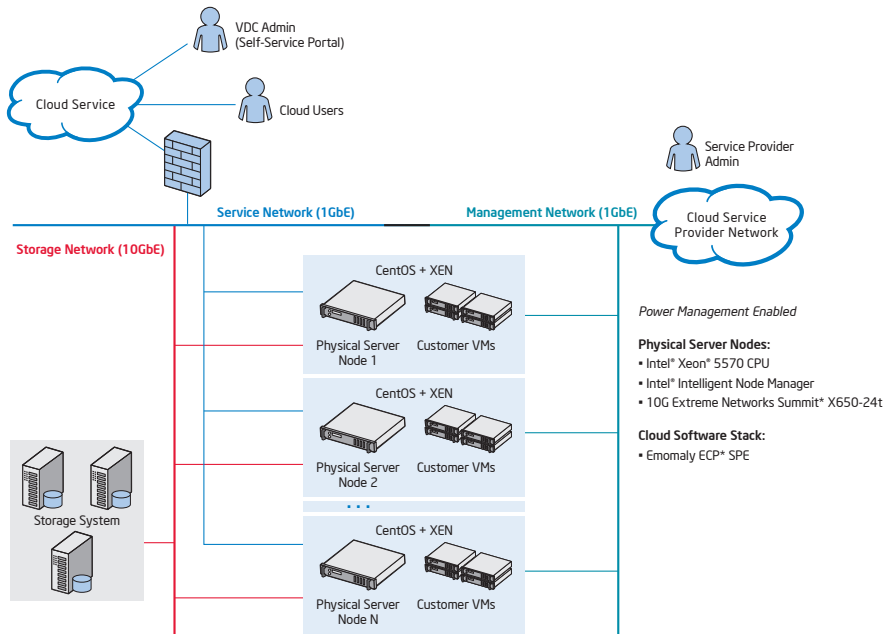 VDC Admin
(Self-Service Portal)
Cloud Service
Cloud Users
Service Provider
Admin
Service Network (1GbE)
Management Network (1GbE)
Cloud Service
Provider Network
Storage Network (10GbE)
CentOS + XEN
Physical Server
Node 1
Customer VMs
CentOS + XEN
Physical Server
Node 2
Customer VMs
• • •
CentOS + XEN
Physical Server
Node N
Customer VMs
Storage System
Power Management Enabled
Physical Server Nodes:
▪ Intel® Xeon® 5570 CPU
▪ Intel® Intelligent Node Manager
▪ 10G Extreme Networks Summit* X650-24t
Cloud Software Stack:
▪ Emomaly ECP* SPE